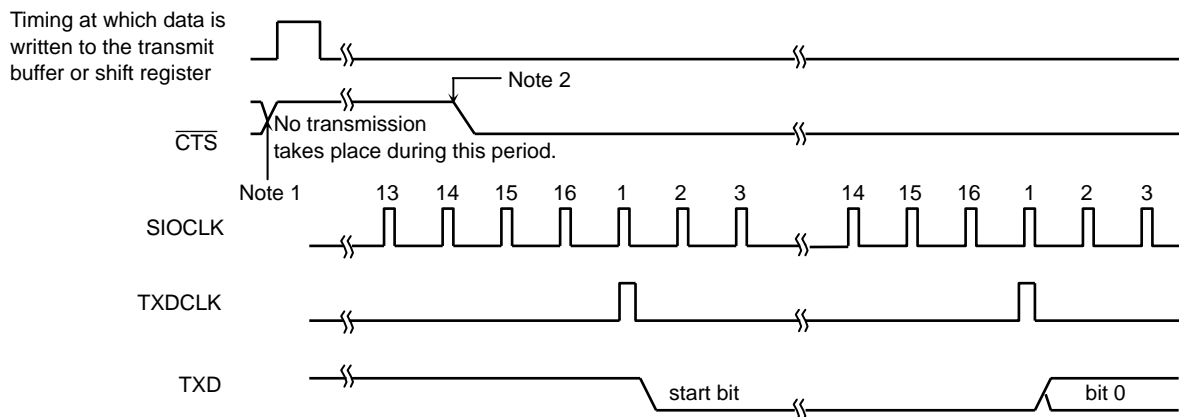 Timing at which data is
written to the transmit
buffer or shift register
Note 2
CTS
No transmission
takes place during this period.
Note 1
13 14 15 16 1 2 3 14 15 16 1 2 3
SIOCLK
TXDCLK
TXD
start bit
bit 0